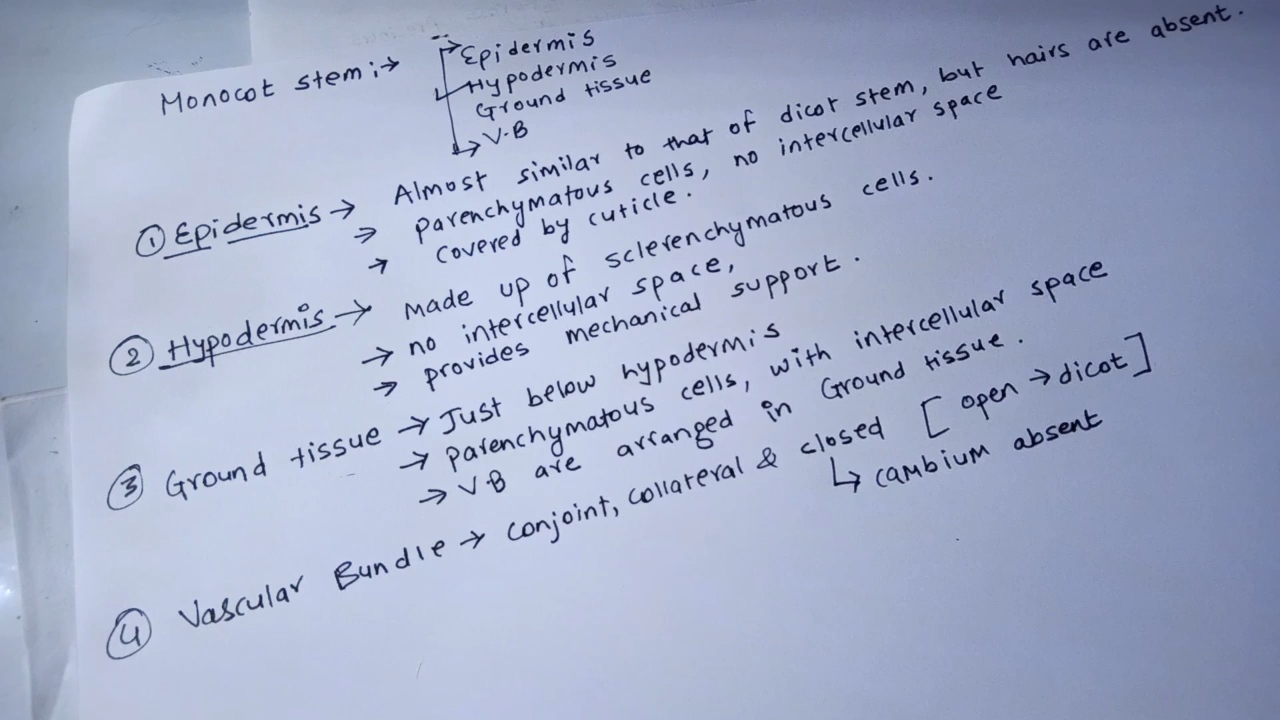 Monocot stem :→ Epidermis
Hypodermis
Ground tissue
→ V.B
① Epidermis → Almost similar to that of dicot stem, but hairs are absent.
→ parenchymatous cells, no intercellular space
→ covered by cuticle.
② Hypodermis → made up of sclerenchymatous cells.
→ no intercellular space,
→ provides mechanical support.
③ Ground tissue → Just below hypodermis
→ parenchymatous cells, with intercellular space
→ V.B are arranged in Ground tissue.
④ Vascular Bundle → conjoint, collateral & closed [open → dicot]
↳ cambium absent